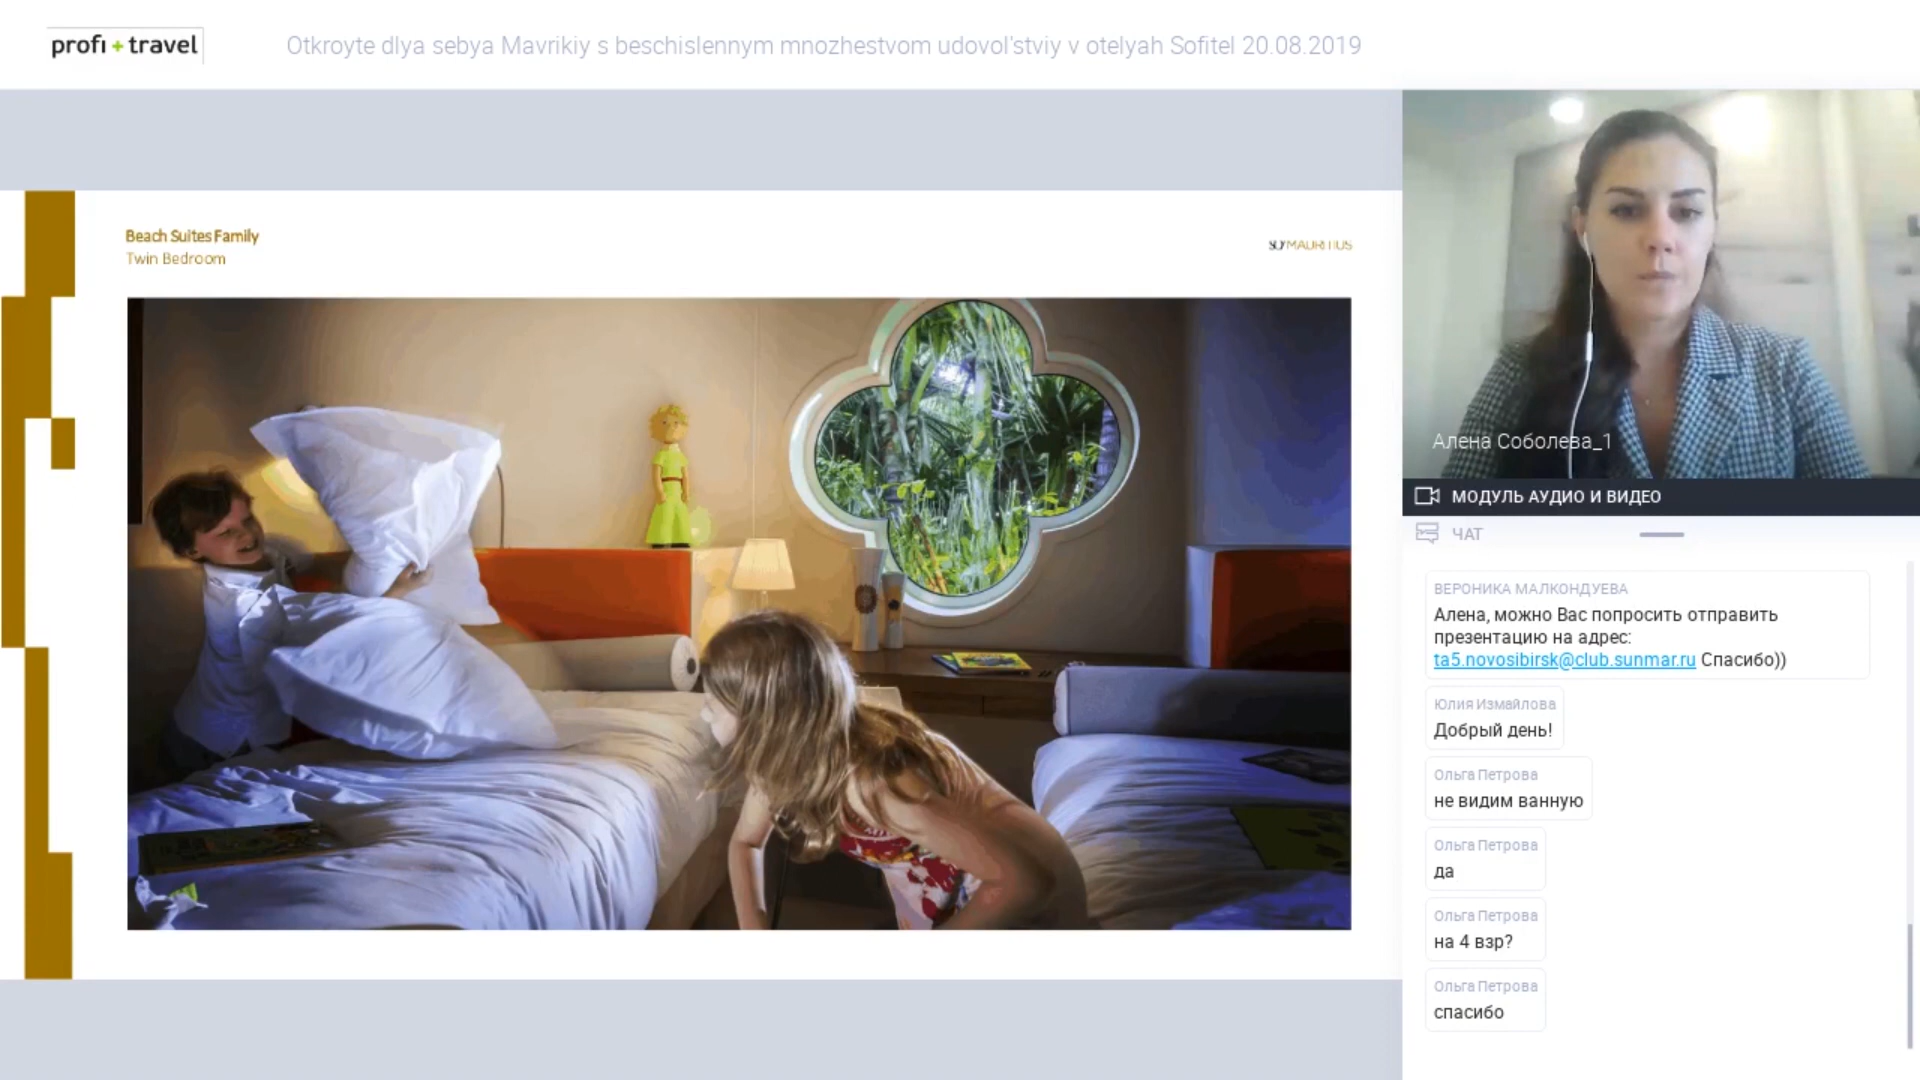 profi + travel
Otkroyte dlya sebya Mavrikiy s beschislennym mnozhestvom udovol'stviy v otelyah Sofitel 20.08.2019
Beach Suites Family
Twin Bedroom
SO/MAURITIUS
Алена Соболева_1
МОДУЛЬ АУДИО И ВИДЕО
ЧАТ
ВЕРОНИКА МАЛКОНДУЕВА
Алена, можно Вас попросить отправить
презентацию на адрес:
ta5.novosibirsk@club.sunmar.ru Спасибо))
Юлия Измайлова
Добрый день!
Ольга Петрова
не видим ванную
Ольга Петрова
да
Ольга Петрова
на 4 взр?
Ольга Петрова
спасибо